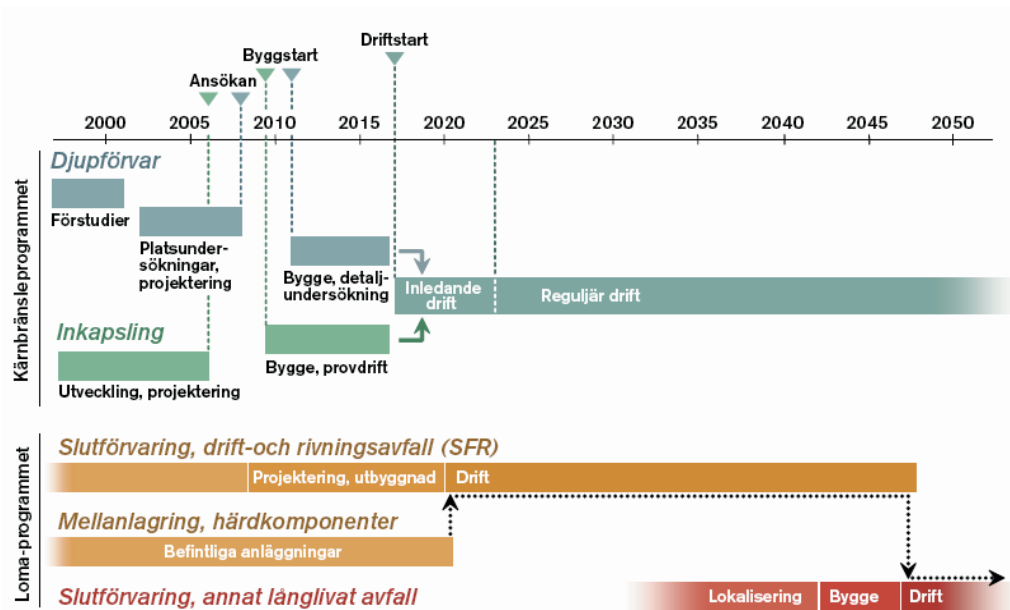 Driftstart
Byggstart
Ansökan
2000 2005 2010 2015 2020 2025 2030 2035 2040 2045 2050
Kärnbränsleprogrammet
Djupförvar
Förstudier
Platsunder-
sökningar,
projektering
Bygge, detalj-
undersökning
Inledande
drift
Reguljär drift
Inkapsling
Bygge, provdrift
Utveckling, projektering
Loma-programmet
Slutförvaring, drift-och rivningsavfall (SFR)
Projektering, utbyggnad
Drift
Mellanlagring, härdkomponenter
Befintliga anläggningar
Slutförvaring, annat långlivat avfall
Lokalisering
Bygge
Drift